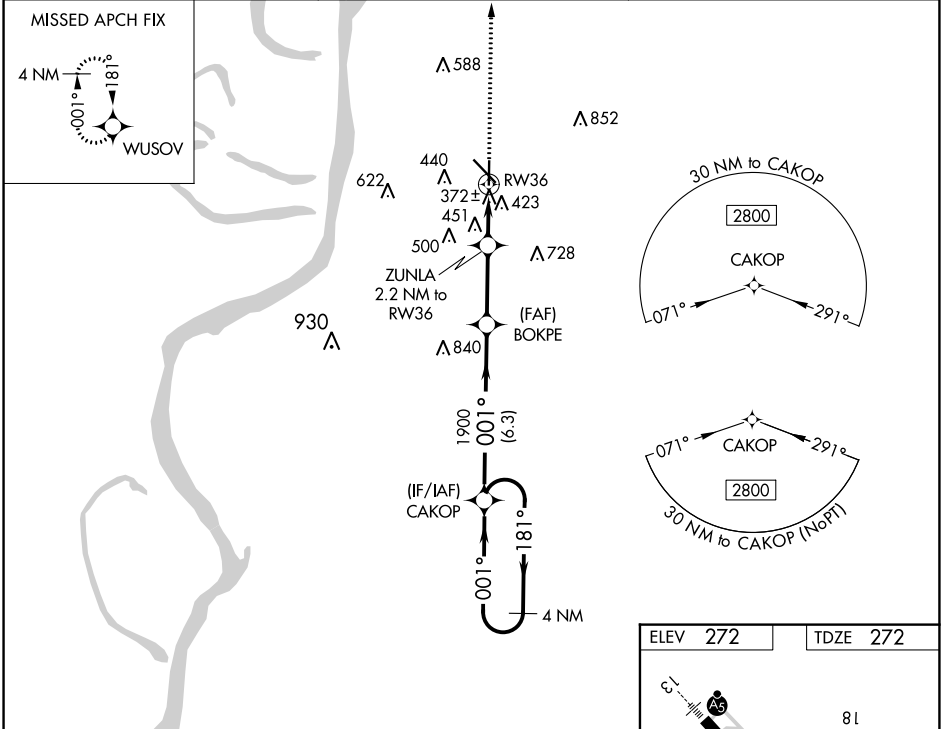 MISSED APCH FIX
4 NM
181°
001°
WUSOV
588
852
440
622
RW36
372±
423
451
500
728
ZUNLA
2.2 NM to
RW36
(FAF)
BOKPE
930
840
1900
001°
(6.3)
(IF/IAF)
CAKOP
181°
001°
4 NM
30 NM to CAKOP
2800
CAKOP
071°
291°
071°
291°
CAKOP
2800
30 NM to CAKOP (NoPT)
ELEV 272
TDZE 272
13
A5
18